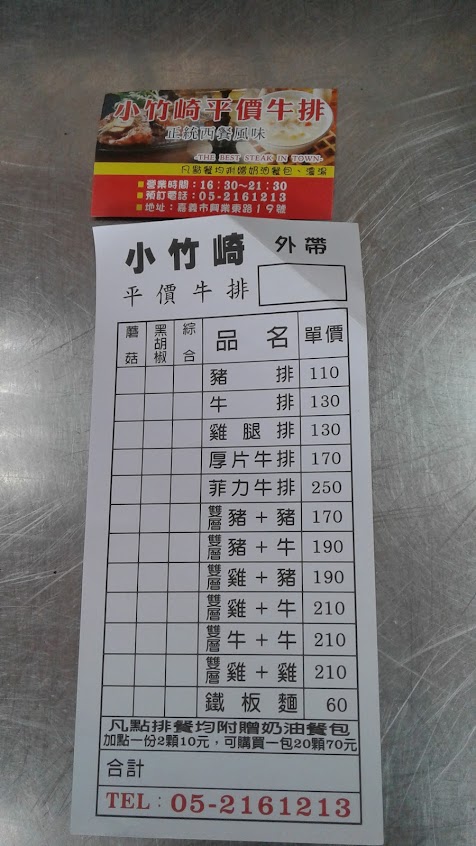 小竹崎平價牛排
正統西餐風味
-THE BEST STEAK IN TOWN-
凡點餐均附贈奶油餐包、濃湯
■營業時間：16：30~21：30
■預訂電話：05-2161213
■地址：嘉義市興業東路19號
小竹崎 外帶
平價牛排
蘑菇 黑胡椒 綜合 品名 單價
豬排 110
牛排 130
雞腿排 130
厚片牛排 170
菲力牛排 250
雙層 豬+豬 170
雙層 豬+牛 190
雙層 雞+豬 190
雙層 雞+牛 210
雙層 牛+牛 210
雙層 雞+雞 210
鐵板麵 60
凡點排餐均附贈奶油餐包
加點一份2顆10元，可購買一包20顆70元
合計
TEL：05-2161213